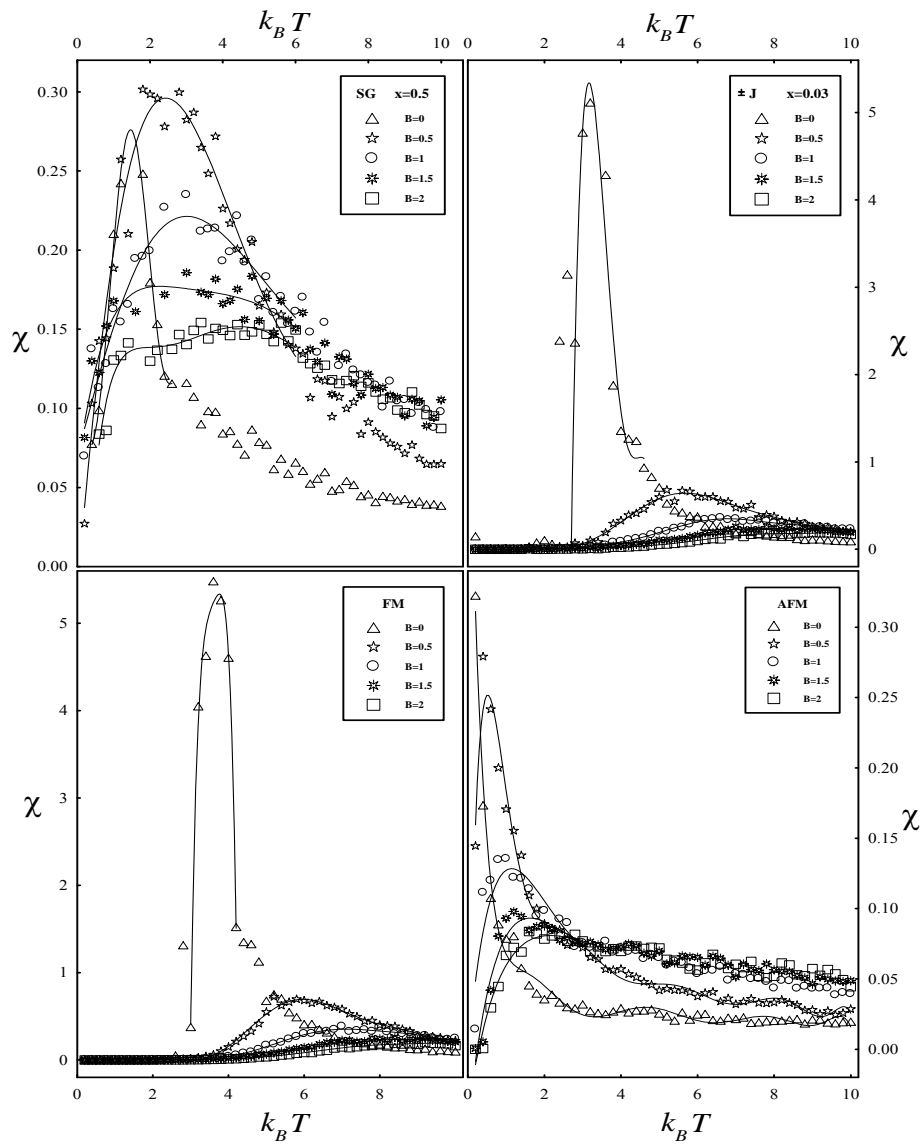 k_B T
k_B T
0 2 4 6 8 10
0 2 4 6 8 10
0.30
0.25
0.20
0.15
0.10
0.05
0.00
χ
SG x=0.5
B=0
B=0.5
B=1
B=1.5
B=2
± J x=0.03
B=0
B=0.5
B=1
B=1.5
B=2
5
4
3
2
1
0
5
4
3
2
1
0
χ
FM
B=0
B=0.5
B=1
B=1.5
B=2
AFM
B=0
B=0.5
B=1
B=1.5
B=2
0.30
0.25
0.20
0.15
0.10
0.05
0.00
χ
0 2 4 6 8 10
0 2 4 6 8 10
k_B T
k_B T